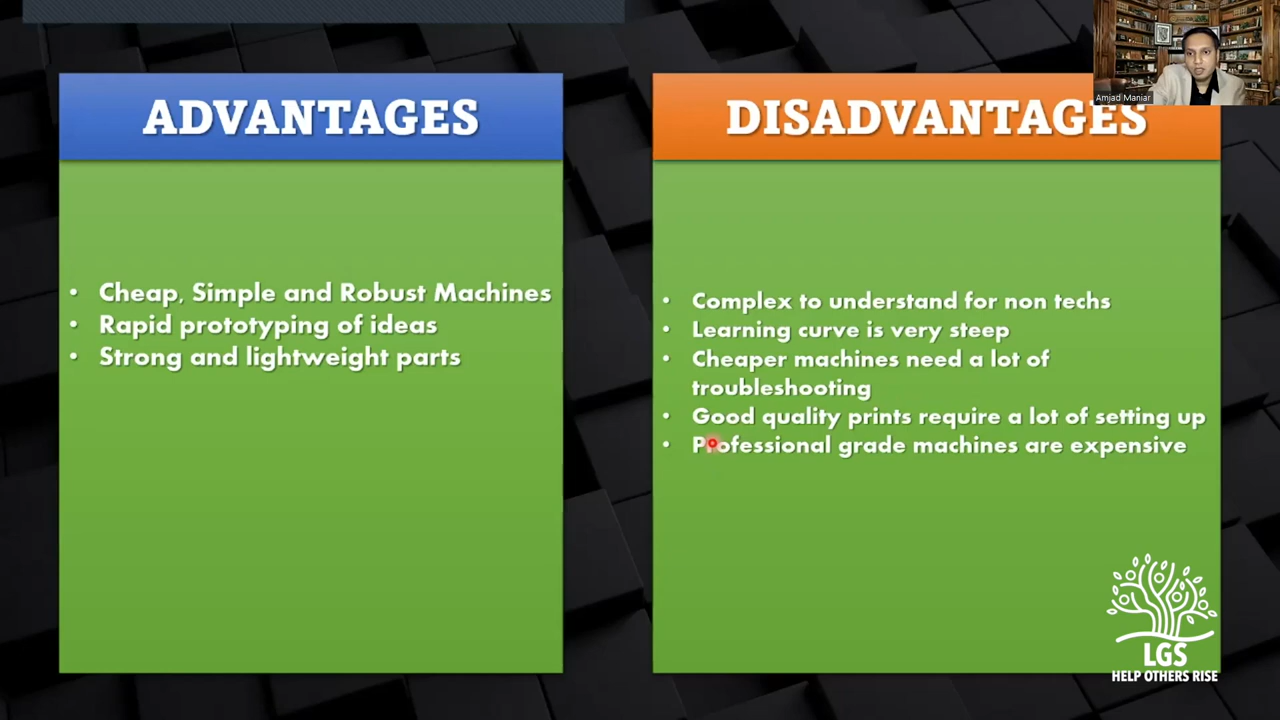 Amjad Maniar
ADVANTAGES
• Cheap, Simple and Robust Machines
• Rapid prototyping of ideas
• Strong and lightweight parts
DISADVANTAGES
• Complex to understand for non techs
• Learning curve is very steep
• Cheaper machines need a lot of
troubleshooting
• Good quality prints require a lot of setting up
• Professional grade machines are expensive
LGS
HELP OTHERS RISE